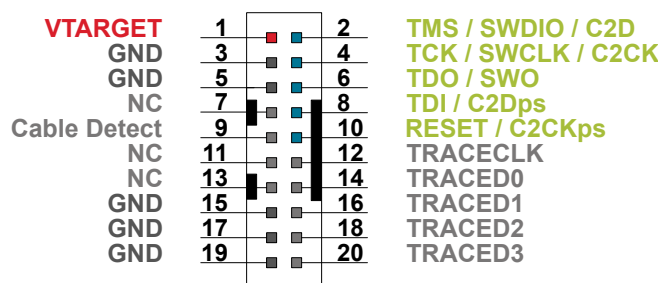 VTARGET 1 2 TMS / SWDIO / C2D
GND 3 4 TCK / SWCLK / C2CK
GND 5 6 TDO / SWO
NC 7 8 TDI / C2Dps
Cable Detect 9 10 RESET / C2CKps
NC 11 12 TRACECLK
NC 13 14 TRACED0
GND 15 16 TRACED1
GND 17 18 TRACED2
GND 19 20 TRACED3